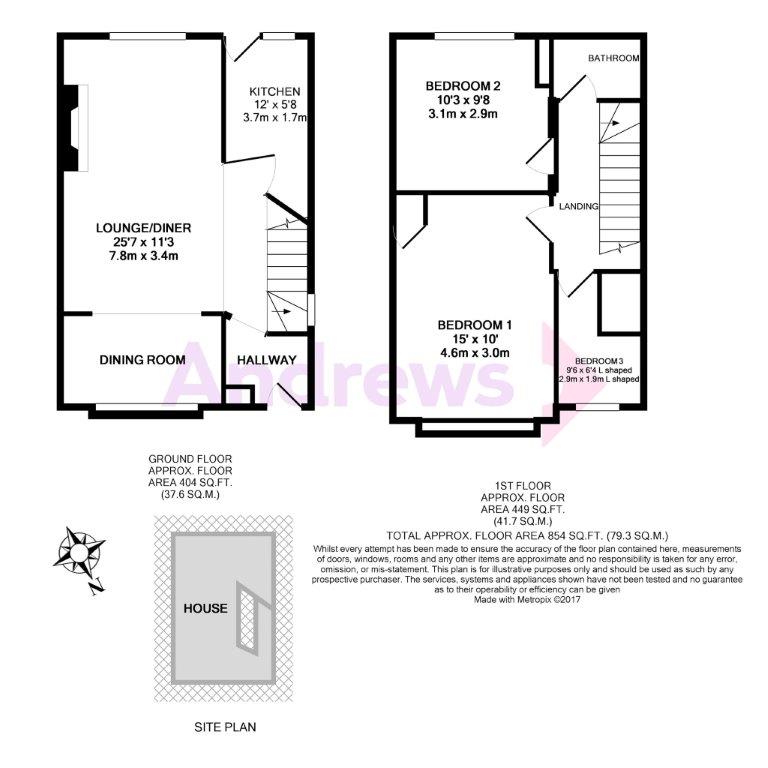 KITCHEN
12' x 5'8
3.7m x 1.7m
LOUNGE/DINER
25'7 x 11'3
7.8m x 3.4m
DINING ROOM
HALLWAY
BATHROOM
BEDROOM 2
10'3 x 9'8
3.1m x 2.9m
LANDING
BEDROOM 1
15' x 10'
4.6m x 3.0m
BEDROOM 3
9'6 x 6'4 L shaped
2.9m x 1.9m L shaped
Andrews
GROUND FLOOR
APPROX. FLOOR
AREA 404 SQ.FT.
(37.6 SQ.M.)
1ST FLOOR
APPROX. FLOOR
AREA 449 SQ.FT.
(41.7 SQ.M.)
TOTAL APPROX. FLOOR AREA 854 SQ.FT. (79.3 SQ.M.)
Whilst every attempt has been made to ensure the accuracy of the floor plan contained here, measurements
of doors, windows, rooms and any other items are approximate and no responsibility is taken for any error,
omission, or mis-statement. This plan is for illustrative purposes only and should be used as such by any
prospective purchaser. The services, systems and appliances shown have not been tested and no guarantee
as to their operability or efficiency can be given
Made with Metropix ©2017
N
HOUSE
SITE PLAN